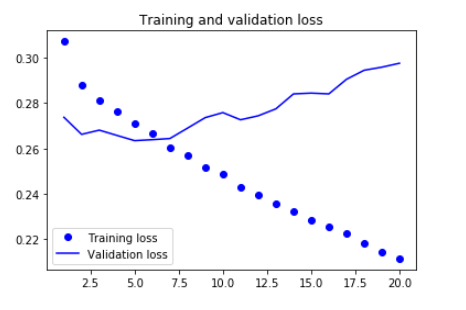 Training and validation loss
0.30
0.28
0.26
0.24
0.22
Training loss
Validation loss
2.5 5.0 7.5 10.0 12.5 15.0 17.5 20.0